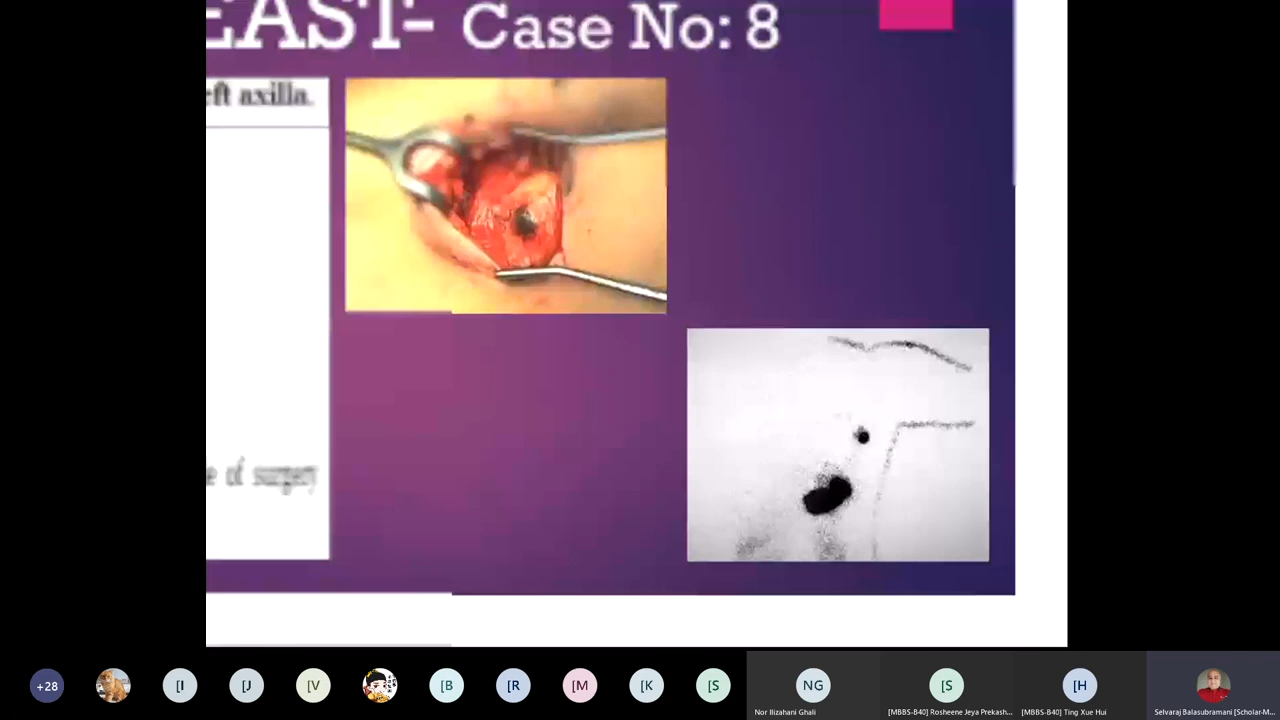 EAST- Case No: 8
eft axilla.
e of surgery
+28
[I
[J
[V
[B
[R
[M
[K
[S
NG
[S
[H
Nor Ilizahani Ghali
[MBBS-B40] Rosheene Jeya Prekash...
[MBBS-B40] Ting Xue Hui
Selvaraj Balasubramani [Scholar-M...